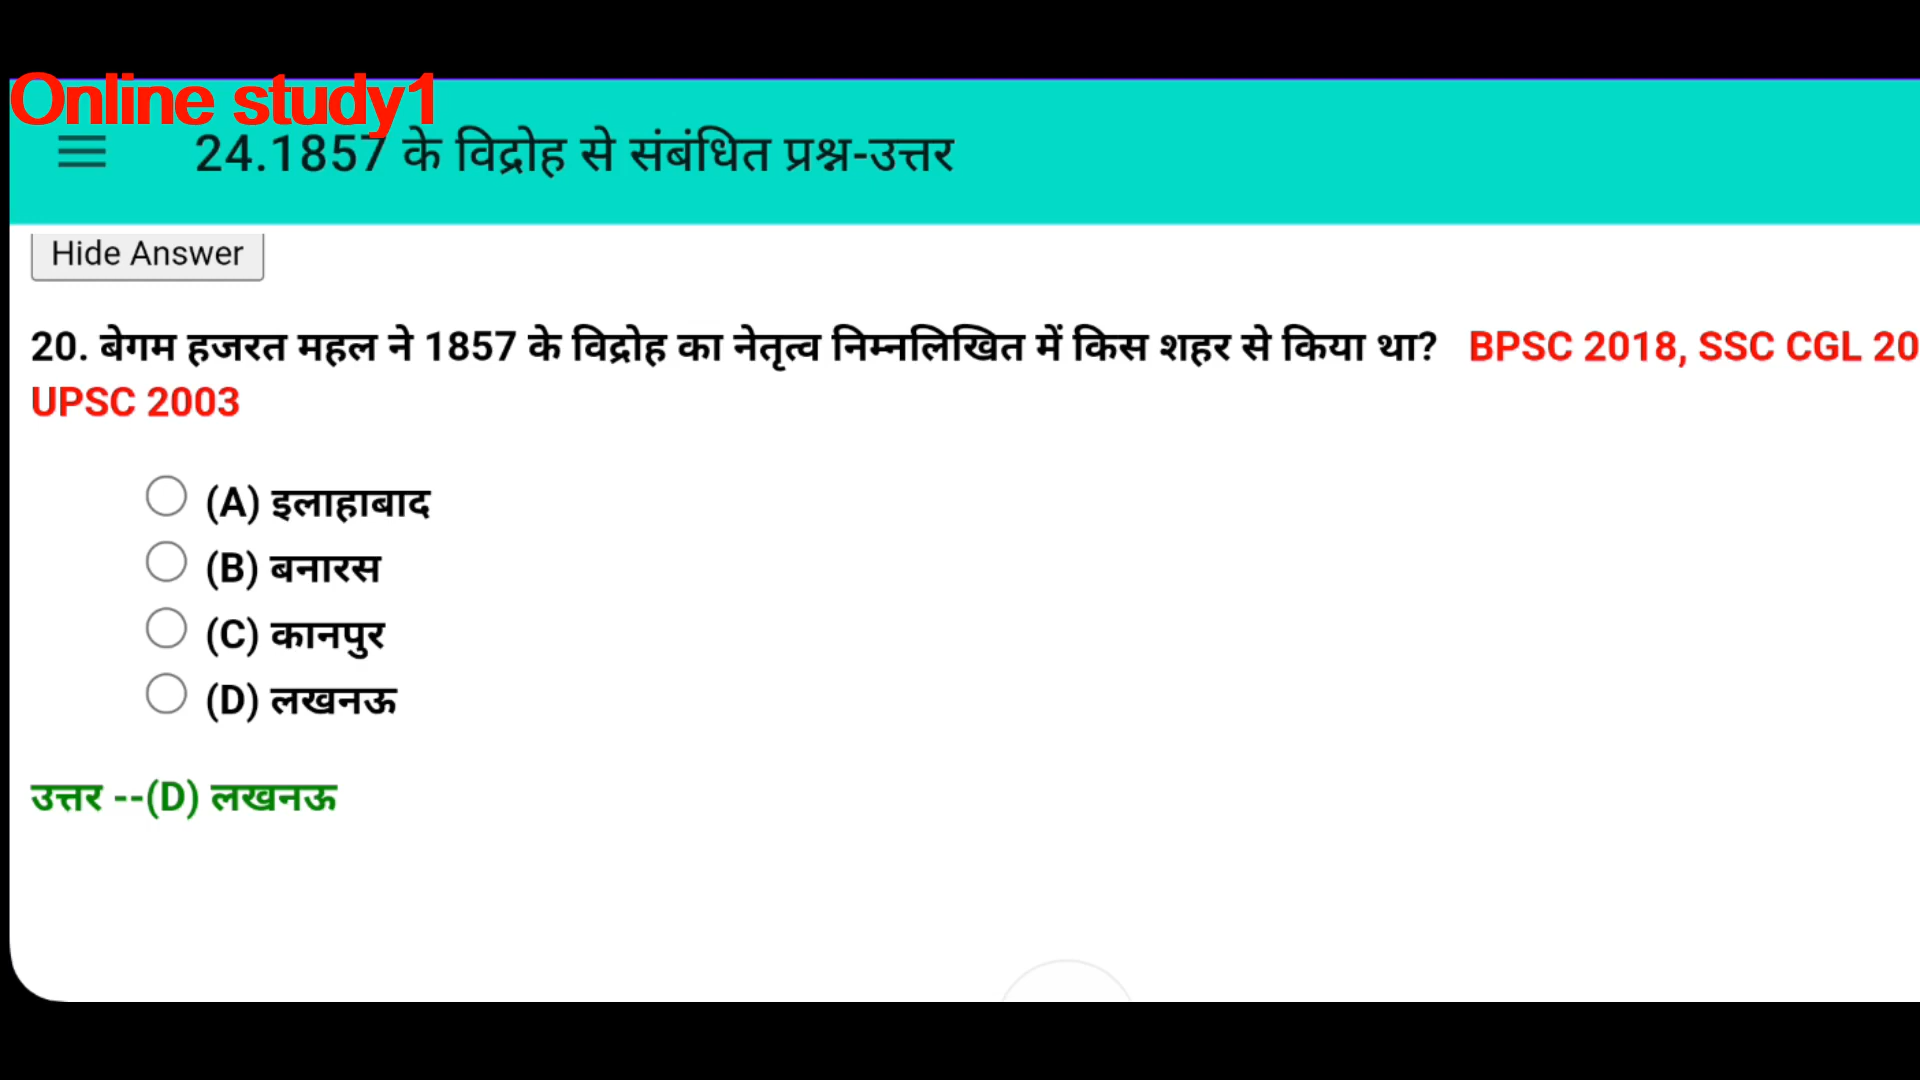 Online study1
24.1857 के विद्रोह से संबंधित प्रश्न-उत्तर
Hide Answer
20. बेगम हजरत महल ने 1857 के विद्रोह का नेतृत्व निम्नलिखित में किस शहर से किया था? BPSC 2018, SSC CGL 20
UPSC 2003
(A) इलाहाबाद
(B) बनारस
(C) कानपुर
(D) लखनऊ
उत्तर --(D) लखनऊ